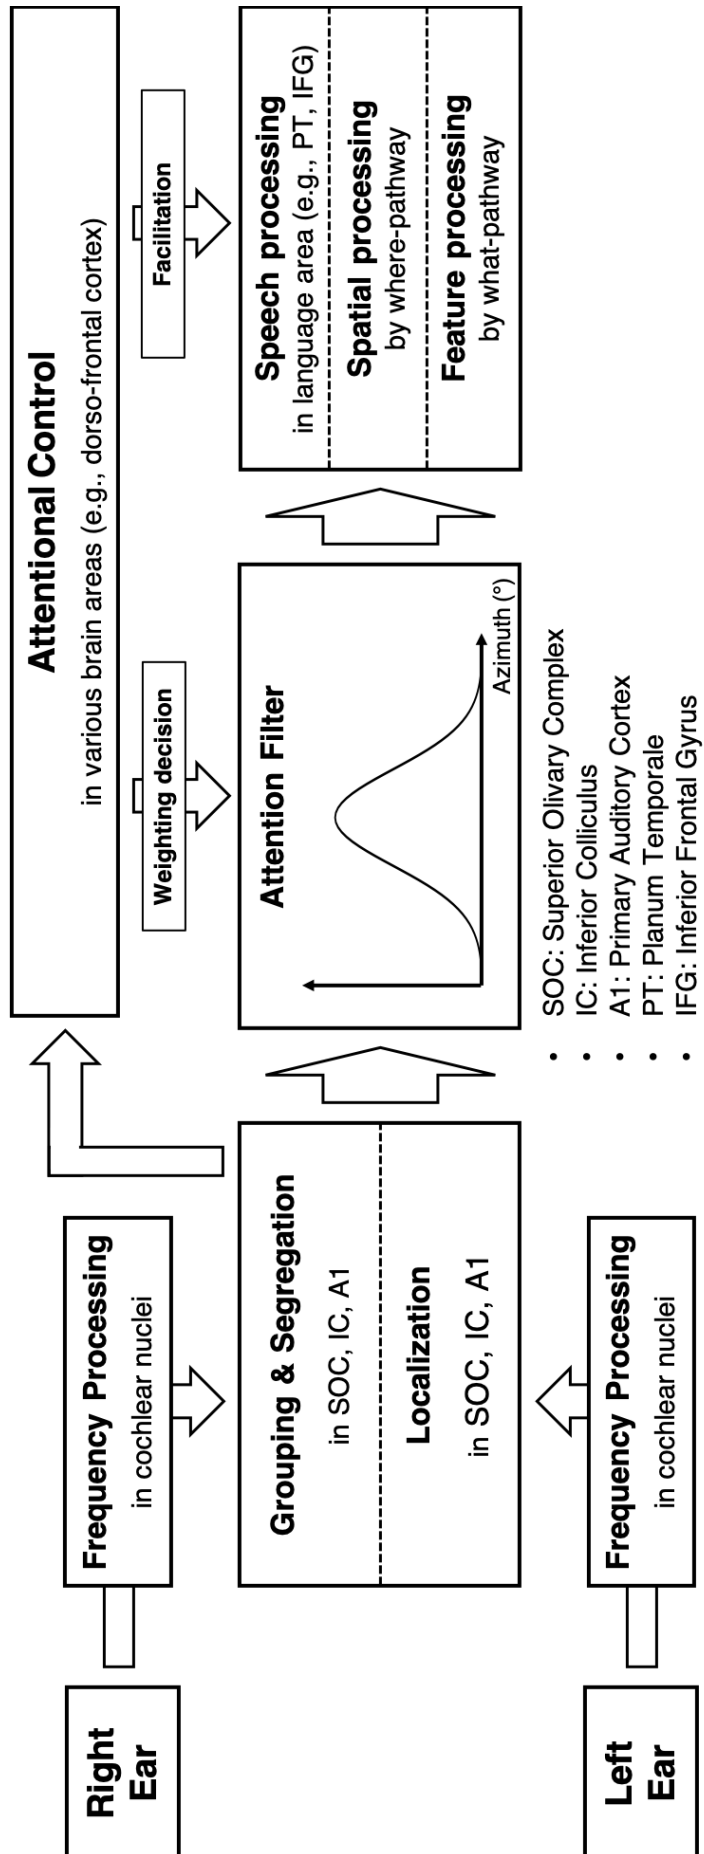 Right
Ear
Frequency Processing
in cochlear nuclei
Left
Ear
Frequency Processing
in cochlear nuclei
Grouping & Segregation
in SOC, IC, A1
Localization
in SOC, IC, A1
Attentional Control
in various brain areas (e.g., dorso-frontal cortex)
Weighting decision
Facilitation
Attention Filter
Azimuth (°)
Speech processing
in language area (e.g., PT, IFG)
Spatial processing
by where-pathway
Feature processing
by what-pathway
• SOC: Superior Olivary Complex
• IC: Inferior Colliculus
• A1: Primary Auditory Cortex
• PT: Planum Temporale
• IFG: Inferior Frontal Gyrus